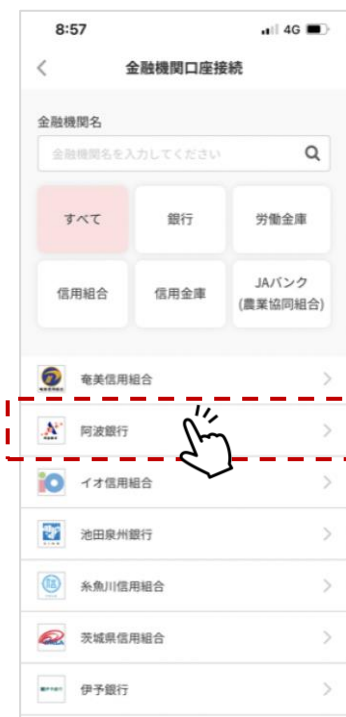 8:57
4G
金融機関口座接続
金融機関名
金融機関名を入力してください
すべて
銀行
労働金庫
信用組合
信用金庫
JAバンク
(農業協同組合)
奄美信用組合
阿波銀行
イオ信用組合
池田泉州銀行
糸魚川信用組合
茨城県信用組合
伊予銀行